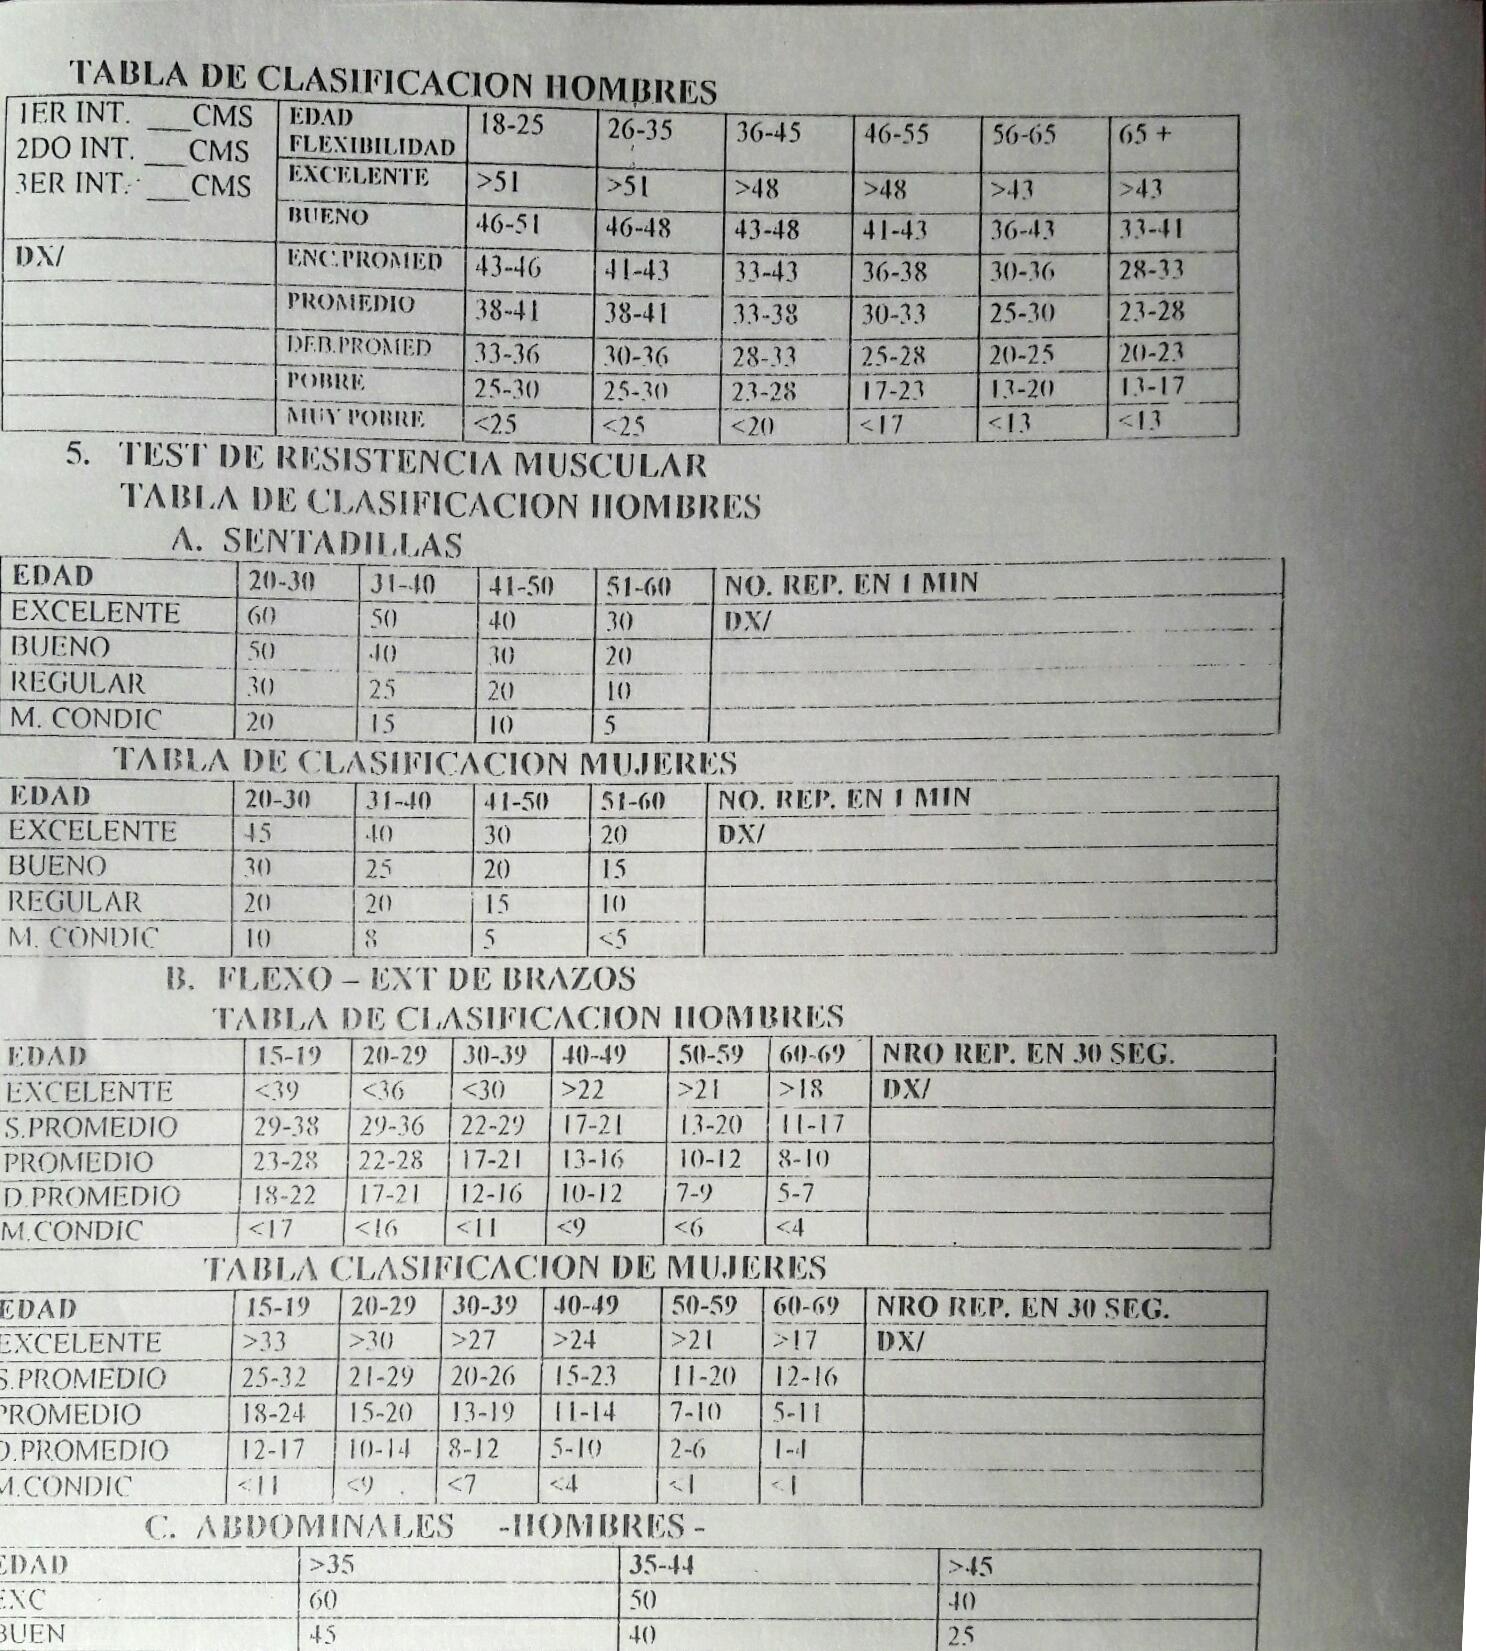 TABLA DE CLASIFICACION HOMBRES
1ER INT. ___CMS EDAD FLEXIBILIDAD 18-25 26-35 36-45 46-55 56-65 65 +
2DO INT. ___CMS
3ER INT. ___CMS EXCELENTE >51 >51 >48 >48 >43 >43
BUENO 46-51 46-48 43-48 41-43 36-43 33-41
DX/ ENC.PROMED 43-46 41-43 33-43 36-38 30-36 28-33
PROMEDIO 38-41 38-41 33-38 30-33 25-30 23-28
DEB.PROMED 33-36 30-36 28-33 25-28 20-25 20-23
POBRE 25-30 25-30 23-28 17-23 13-20 13-17
MUY POBRE <25 <25 <20 <17 <13 <13
5. TEST DE RESISTENCIA MUSCULAR
TABLA DE CLASIFICACION HOMBRES
A. SENTADILLAS
EDAD 20-30 31-40 41-50 51-60 NO. REP. EN 1 MIN
EXCELENTE 60 50 40 30 DX/
BUENO 50 40 30 20
REGULAR 30 25 20 10
M. CONDIC 20 15 10 5
TABLA DE CLASIFICACION MUJERES
EDAD 20-30 31-40 41-50 51-60 NO. REP. EN 1 MIN
EXCELENTE 45 40 30 20 DX/
BUENO 30 25 20 15
REGULAR 20 20 15 10
M. CONDIC 10 8 5 <5
B. FLEXO – EXT DE BRAZOS
TABLA DE CLASIFICACION HOMBRES
EDAD 15-19 20-29 30-39 40-49 50-59 60-69 NRO REP. EN 30 SEG.
EXCELENTE <39 <36 <30 >22 >21 >18 DX/
S.PROMEDIO 29-38 29-36 22-29 17-21 13-20 11-17
PROMEDIO 23-28 22-28 17-21 13-16 10-12 8-10
D.PROMEDIO 18-22 17-21 12-16 10-12 7-9 5-7
M.CONDIC <17 <16 <11 <9 <6 <4
TABLA CLASIFICACION DE MUJERES
EDAD 15-19 20-29 30-39 40-49 50-59 60-69 NRO REP. EN 30 SEG.
EXCELENTE >33 >30 >27 >24 >21 >17 DX/
S.PROMEDIO 25-32 21-29 20-26 15-23 11-20 12-16
PROMEDIO 18-24 15-20 13-19 11-14 7-10 5-11
D.PROMEDIO 12-17 10-14 8-12 5-10 2-6 1-4
M.CONDIC <11 <9 <7 <4 <1 <1
C. ABDOMINALES -HOMBRES -
EDAD >35 35-44 >45
EXC 60 50 40
BUEN 45 40 25